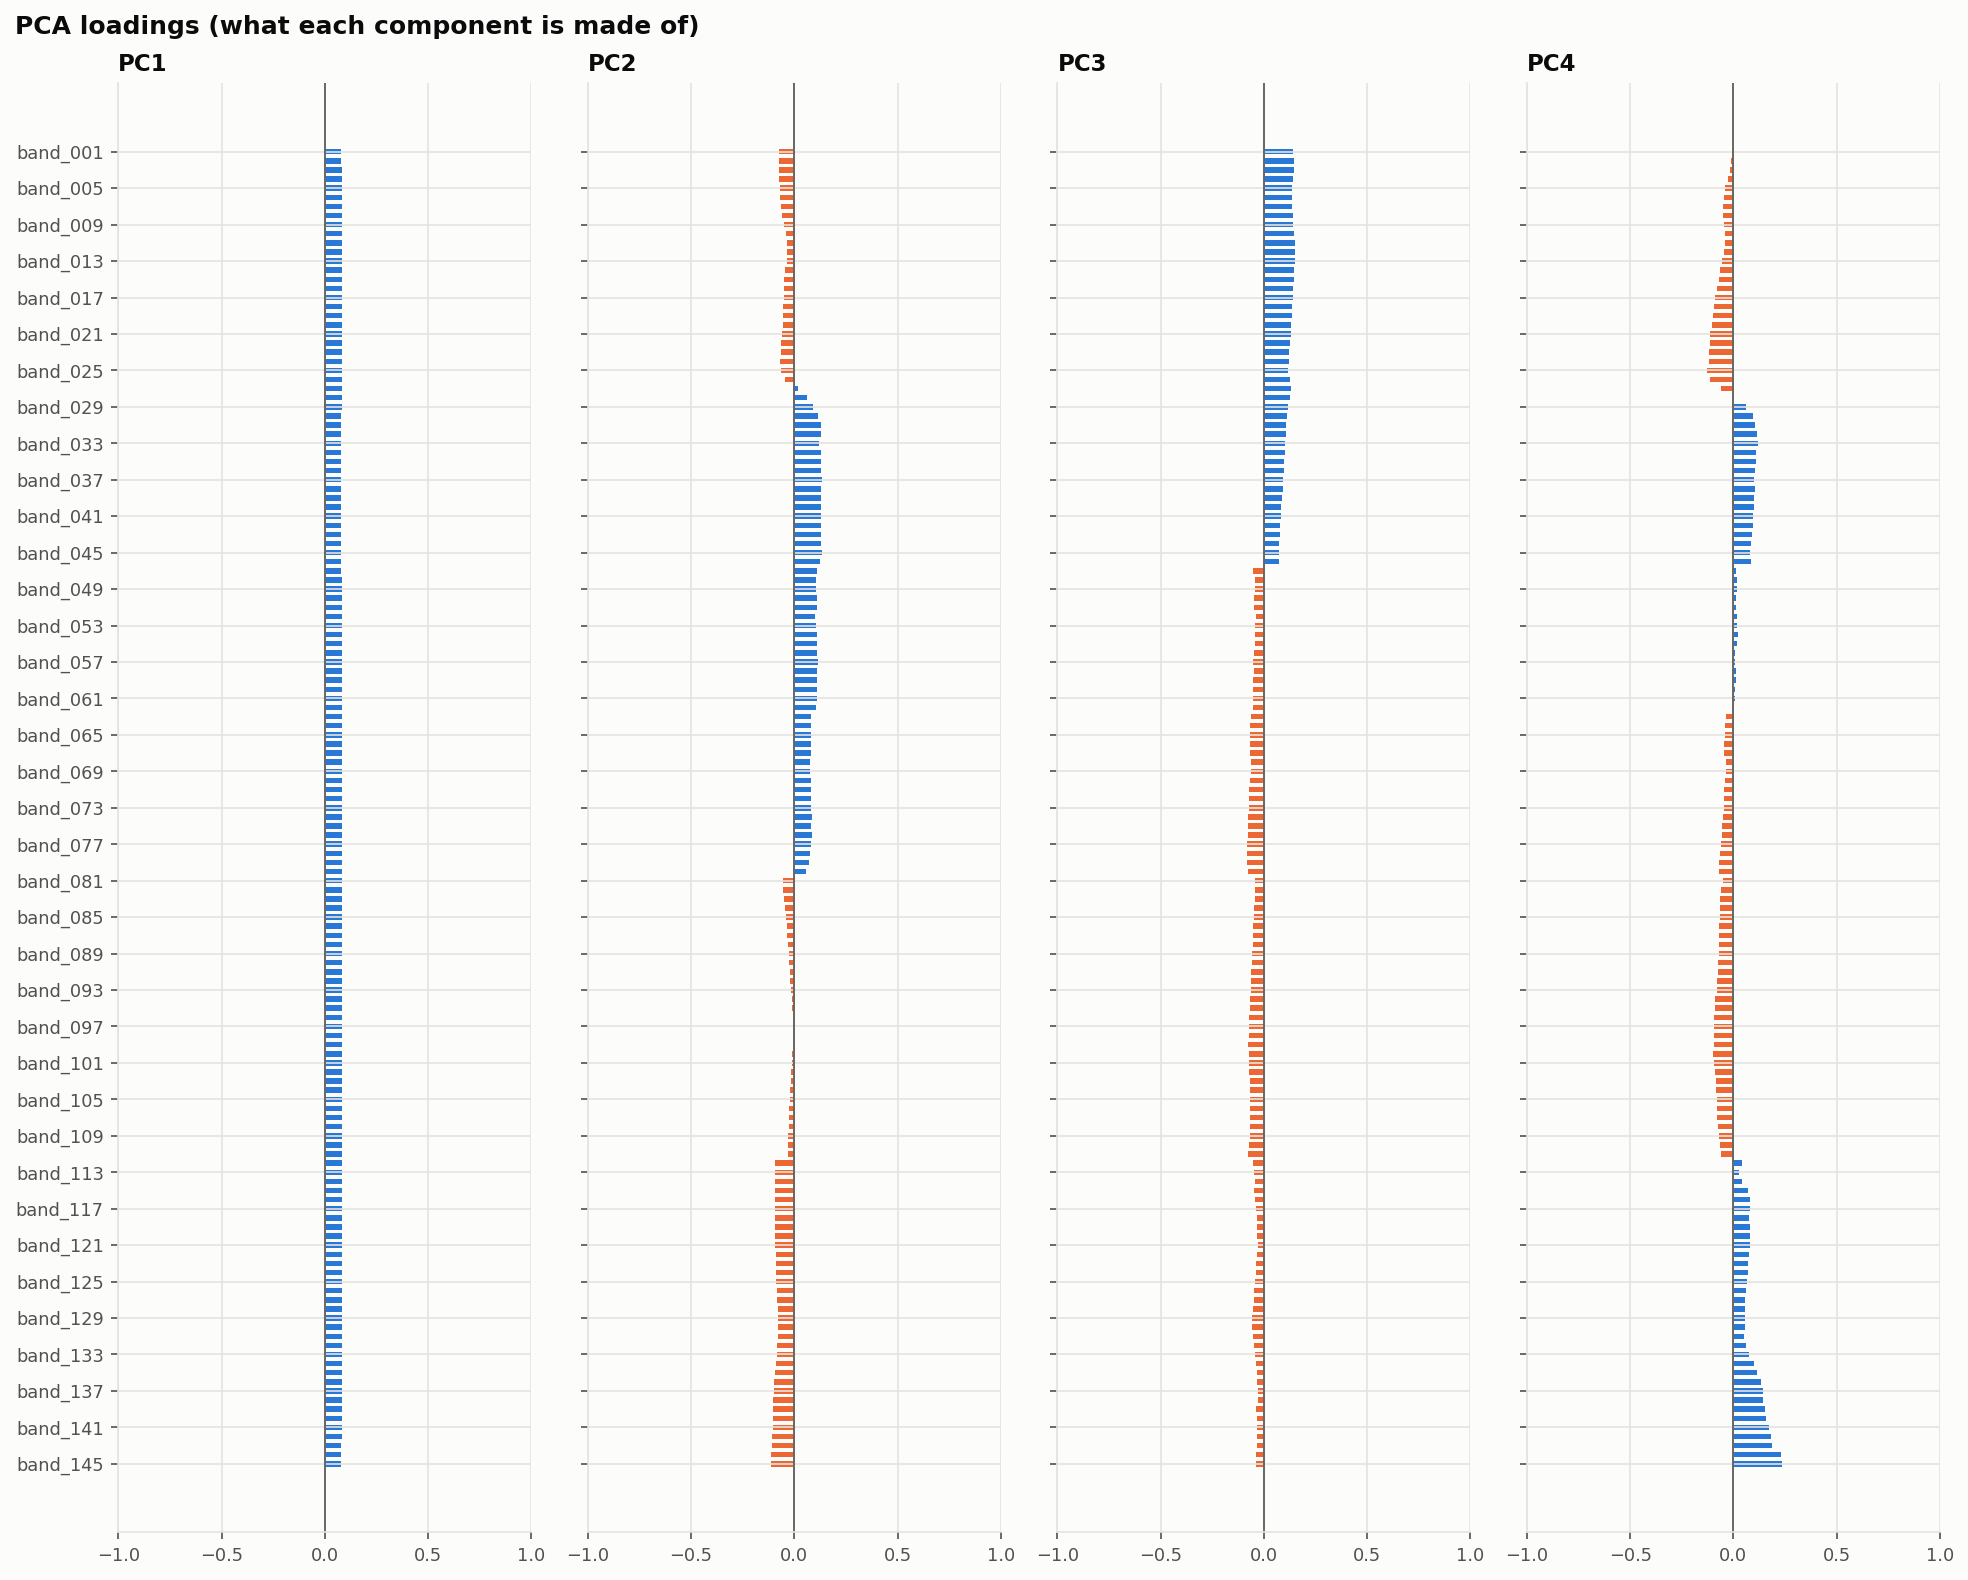 PCA loadings (what each component is made of)
PC1 PC2 PC3 PC4
band_001
band_005
band_009
band_013
band_017
band_021
band_025
band_029
band_033
band_037
band_041
band_045
band_049
band_053
band_057
band_061
band_065
band_069
band_073
band_077
band_081
band_085
band_089
band_093
band_097
band_101
band_105
band_109
band_113
band_117
band_121
band_125
band_129
band_133
band_137
band_141
band_145
−1.0 −0.5 0.0 0.5 1.0 −1.0 −0.5 0.0 0.5 1.0 −1.0 −0.5 0.0 0.5 1.0 −1.0 −0.5 0.0 0.5 1.0